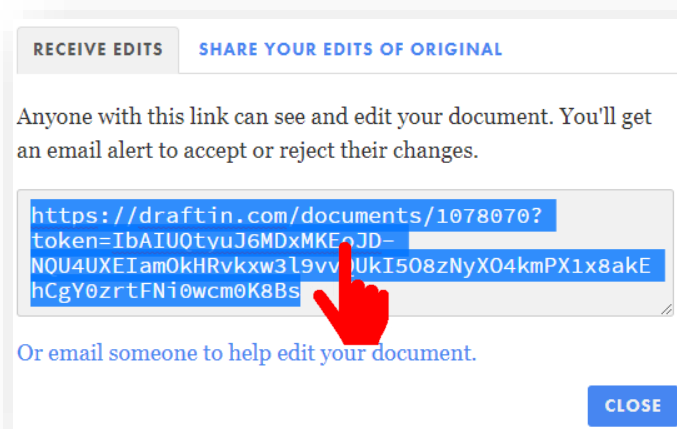 RECEIVE EDITS SHARE YOUR EDITS OF ORIGINAL
Anyone with this link can see and edit your document. You'll get
an email alert to accept or reject their changes.
https://draftin.com/documents/1078070?
token=
hCgY0zrtFNi0wcm0K8Bs
Or email someone to help edit your document.
CLOSE